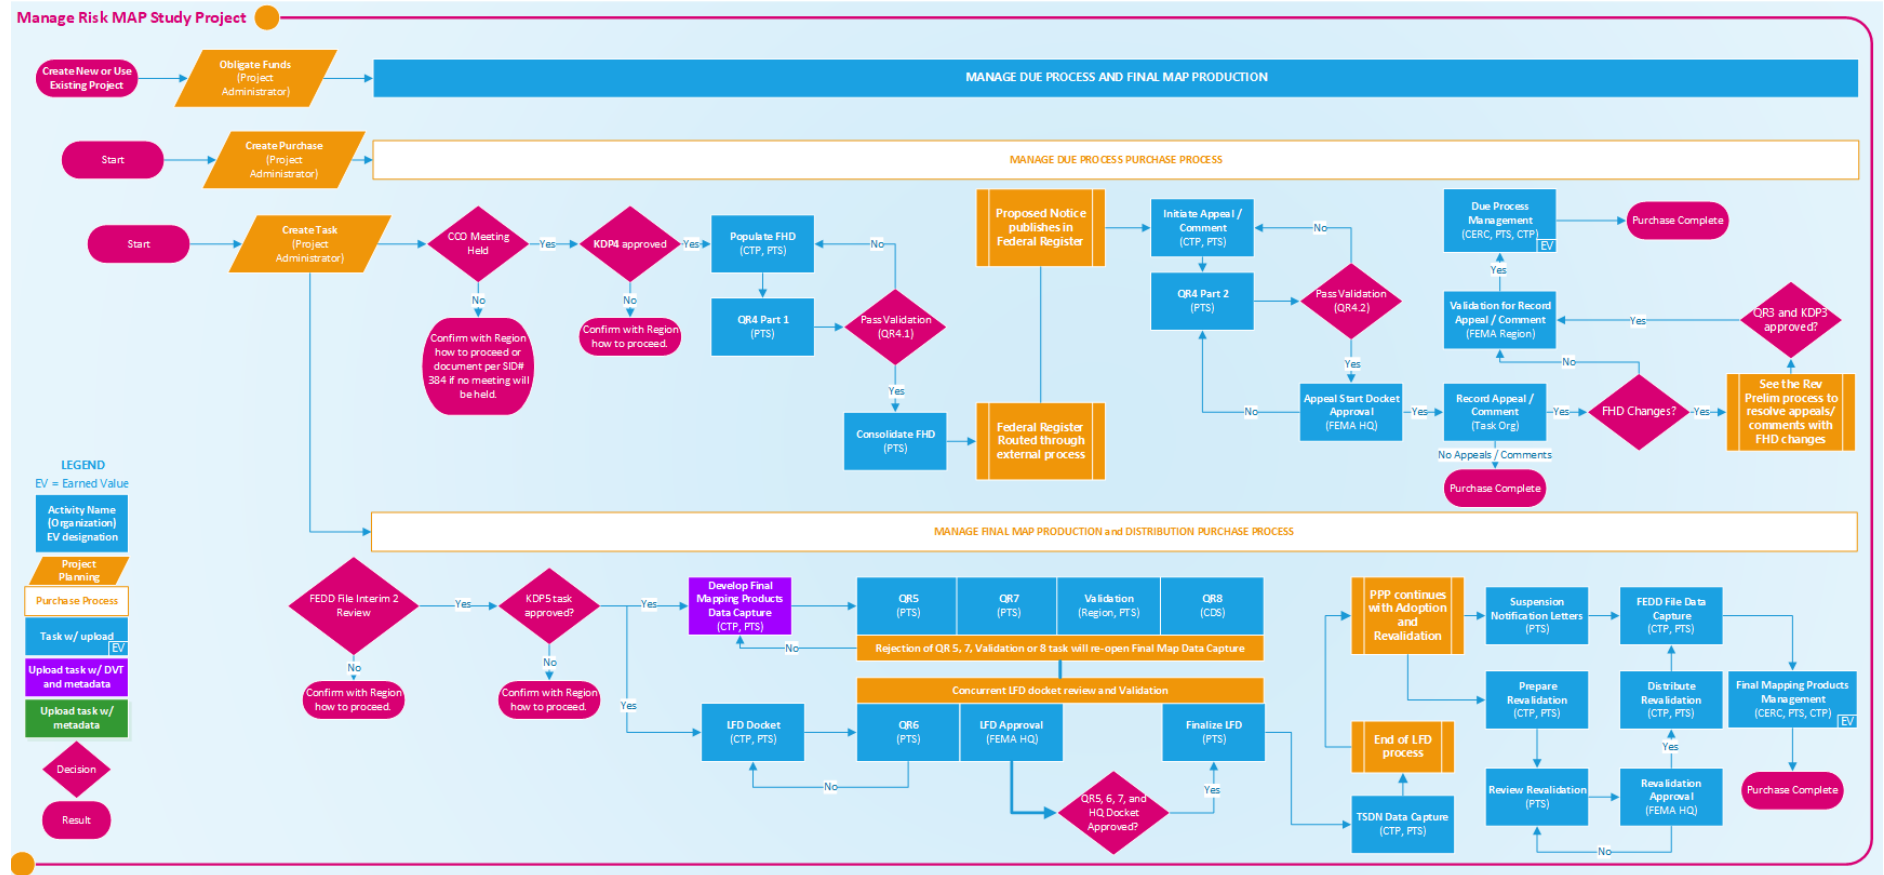 Manage Risk MAP Study Project
Create New or Use
Existing Project
Obligate Funds
(Project
Administrator)
MANAGE DUE PROCESS AND FINAL MAP PRODUCTION
Start
Create Purchase
(Project
Administrator)
MANAGE DUE PROCESS PURCHASE PROCESS
Start
Create Task
(Project
Administrator)
CCO Meeting
Held
Yes
No
Confirm with Region
how to proceed or
document per SID#
384 if no meeting will
be held.
KDP4 approved
Yes
No
Confirm with Region
how to proceed.
Populate FHD
(CTP, PTS)
QR4 Part 1
(PTS)
No
Pass Validation
(QR4.1)
Yes
Consolidate FHD
(PTS)
Proposed Notice
publishes in
Federal Register
Federal Register
Routed through
external process
Initiate Appeal /
Comment
(CTP, PTS)
No
QR4 Part 2
(PTS)
Pass Validation
(QR4.2)
Yes
No
Appeal Start Docket
Approval
(FEMA HQ)
Yes
Record Appeal /
Comment
(Task Org)
No Appeals / Comments
Purchase Complete
Yes
FHD Changes?
No
Yes
See the Rev
Prelim process to
resolve appeals/
comments with
FHD changes
QR3 and KDP3
approved?
Yes
Validation for Record
Appeal / Comment
(FEMA Region)
Yes
Due Process
Management
(CERC, PTS, CTP)
EV
Purchase Complete
LEGEND
EV = Earned Value
Activity Name
(Organization)
EV designation
Project
Planning
Purchase Process
Task w/ upload
EV
Upload task w/ DVT
and metadata
Upload task w/
metadata
Decision
Result
MANAGE FINAL MAP PRODUCTION and DISTRIBUTION PURCHASE PROCESS
FEDD File Interim 2
Review
Yes
No
Confirm with Region
how to proceed.
KDP5 task
approved?
Yes
No
Confirm with Region
how to proceed.
Yes
Develop Final
Mapping Products
Data Capture
(CTP, PTS)
No
QR5
(PTS)
QR7
(PTS)
Validation
(Region, PTS)
QR8
(CDS)
Rejection of QR 5, 7, Validation or 8 task will re-open Final Map Data Capture
Concurrent LFD docket review and Validation
LFD Docket
(CTP, PTS)
No
QR6
(PTS)
LFD Approval
(FEMA HQ)
QR5, 6, 7, and
HQ Docket
Approved?
Yes
Finalize LFD
(PTS)
TSDN Data Capture
(CTP, PTS)
End of LFD
process
PPP continues
with Adoption
and
Revalidation
Suspension
Notification Letters
(PTS)
FEDD File Data
Capture
(CTP, PTS)
Prepare
Revalidation
(CTP, PTS)
Distribute
Revalidation
(CTP, PTS)
Final Mapping Products
Management
(CERC, PTS, CTP)
EV
Yes
Review Revalidation
(PTS)
Revalidation
Approval
(FEMA HQ)
No
Purchase Complete